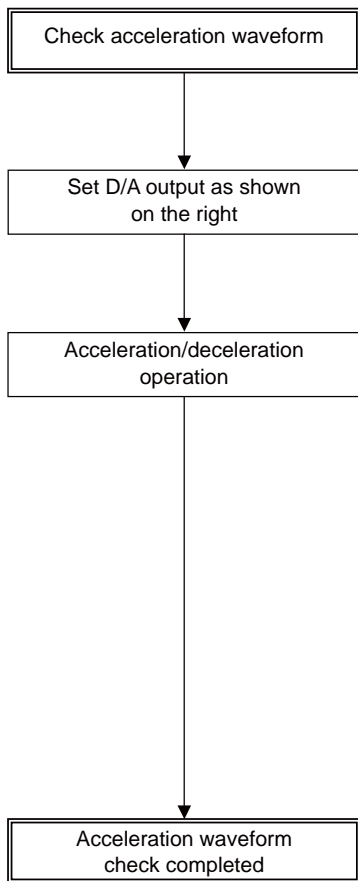 Check acceleration waveform
Set D/A output as shown
on the right
Acceleration/deceleration
operation
Acceleration waveform
check completed